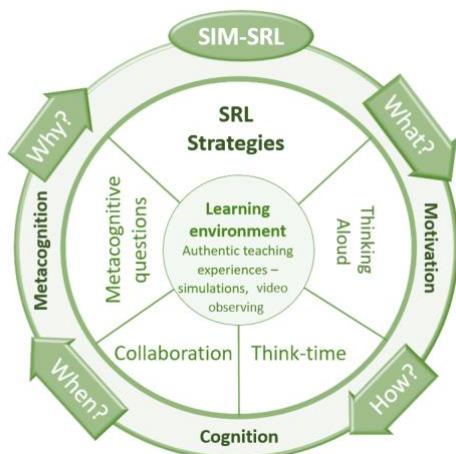 SIM-SRL
Why?
What?
SRL
Strategies
Metacognitive
questions
Thinking
Aloud
Learning
environment
Authentic teaching
experiences –
simulations, video
observing
Metacognition
Motivation
Collaboration
Think-time
When?
How?
Cognition